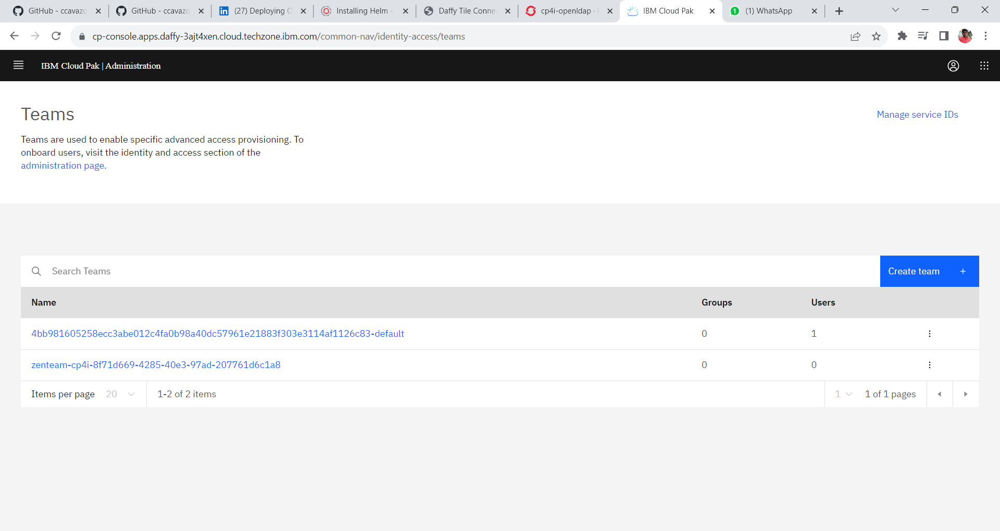 GitHub - ccavazo
GitHub - ccavazo
(27) Deploying O
Installing Helm -
Daffy Tile Conne
cp4i-openldap ·
IBM Cloud Pak
1 (1) WhatsApp
cp-console.apps.daffy-3ajt4xen.cloud.techzone.ibm.com/common-nav/identity-access/teams
IBM Cloud Pak | Administration
Teams
Manage service IDs
Teams are used to enable specific advanced access provisioning. To
onboard users, visit the identity and access section of the
administration page.
Search Teams
Create team +
Name Groups Users
4bb981605258ecc3abe012c4fa0b98a40dc57961e21883f303e3114af1126c83-default 0 1
zenteam-cp4i-8f71d669-4285-40e3-97ad-207761d6c1a8 0 0
Items per page 20 1-2 of 2 items 1 1 of 1 pages